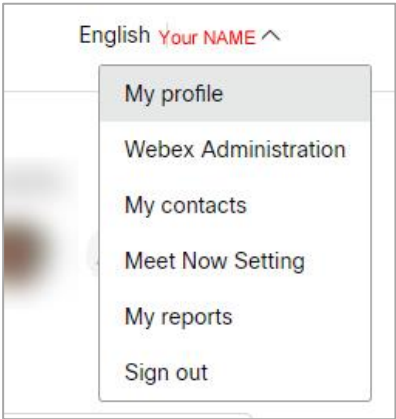 English Your NAME
My profile
Webex Administration
My contacts
Meet Now Setting
My reports
Sign out